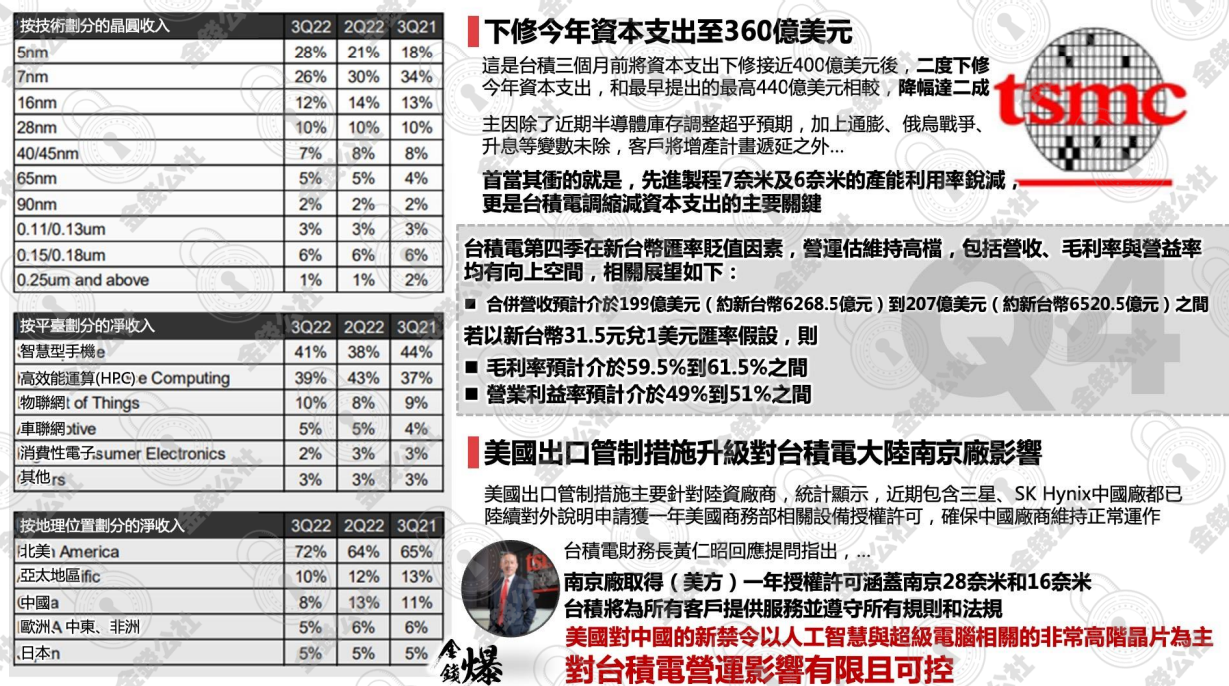 按技術劃分的晶圓收入 3Q22 2Q22 3Q21
5nm 28% 21% 18%
7nm 26% 30% 34%
16nm 12% 14% 13%
28nm 10% 10% 10%
40/45nm 7% 8% 8%
65nm 5% 5% 4%
90nm 2% 2% 2%
0.11/0.13um 3% 3% 3%
0.15/0.18um 6% 6% 6%
0.25um and above 1% 1% 2%
按平臺劃分的凈收入 3Q22 2Q22 3Q21
智慧型手機e 41% 38% 44%
高效能運算(HPC)e Computing 39% 43% 37%
物聯網t of Things 10% 8% 9%
車聯網otive 5% 5% 4%
消費性電子sumer Electronics 2% 3% 3%
其他rs 3% 3% 3%
按地理位置劃分的淨收入 3Q22 2Q22 3Q21
北美 America 72% 64% 65%
亞太地區ific 10% 12% 13%
中國a 8% 13% 11%
歐洲A 中東、非洲 5% 6% 6%
日本n 5% 5% 5%
下修今年資本支出至360億美元
這是台積三個月前將資本支出下修接近400億美元後，二度下修
今年資本支出，和最早提出的最高440億美元相較，降幅達二成
主因除了近期半導體庫存調整超乎預期，加上通膨、俄烏戰爭、
升息等變數未除，客戶將增產計畫遞延之外...
首當其衝的就是，先進製程7奈米及6奈米的產能利用率銳減，
更是台積電調縮減資本支出的主要關鍵
tsmc
台積電第四季在新台幣匯率貶值因素，營運估維持高檔，包括營收、毛利率與營益率
均有向上空間，相關展望如下：
■ 合併營收預計介於199億美元（約新台幣6268.5億元）到207億美元（約新台幣6520.5億元）之間
若以新台幣31.5元兌1美元匯率假設，則
■ 毛利率預計介於59.5%到61.5%之間
■ 營業利益率預計介於49%到51%之間
Q4
美國出口管制措施升級對台積電大陸南京廠影響
美國出口管制措施主要針對陸資廠商，統計顯示，近期包含三星、SK Hynix中國廠都已
陸續對外說明申請獲一年美國商務部相關設備授權許可，確保中國廠商維持正常運作
台積電財務長黃仁昭回應提問指出，...
南京廠取得（美方）一年授權許可涵蓋南京28奈米和16奈米
台積將為所有客戶提供服務並遵守所有規則和法規
美國對中國的新禁令以人工智慧與超級電腦相關的非常高階晶片為主
對台積電營運影響有限且可控
金錢爆
金錢公社